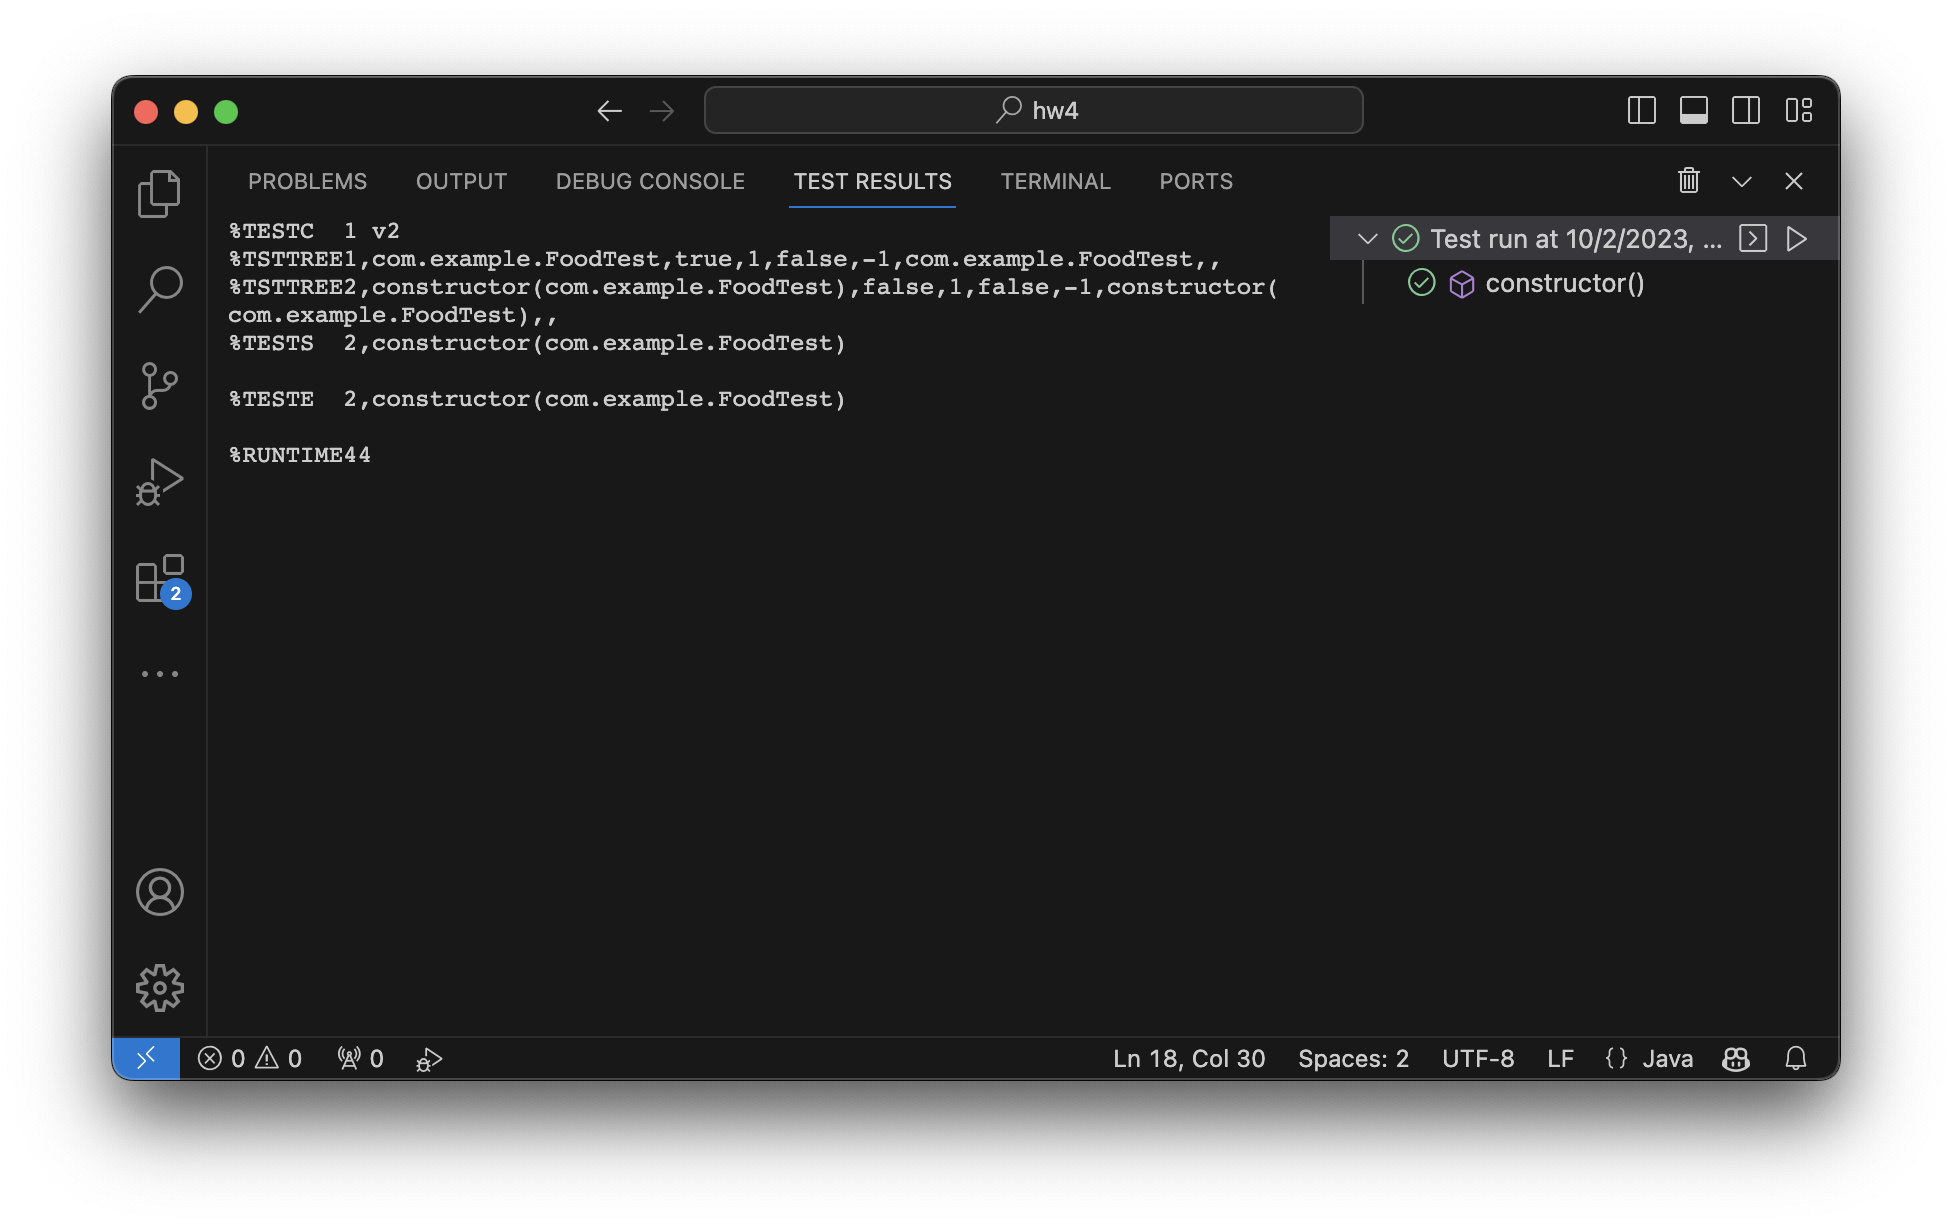 hw4
PROBLEMS OUTPUT DEBUG CONSOLE TEST RESULTS TERMINAL PORTS
%TESTC  1 v2
%TSTTREE1,com.example.FoodTest,true,1,false,-1,com.example.FoodTest,,
%TSTTREE2,constructor(com.example.FoodTest),false,1,false,-1,constructor(
com.example.FoodTest),,
%TESTS  2,constructor(com.example.FoodTest)
%TESTE  2,constructor(com.example.FoodTest)
%RUNTIME44
Test run at 10/2/2023, ...
constructor()
2
0 0 0 Ln 18, Col 30 Spaces: 2 UTF-8 LF {} Java